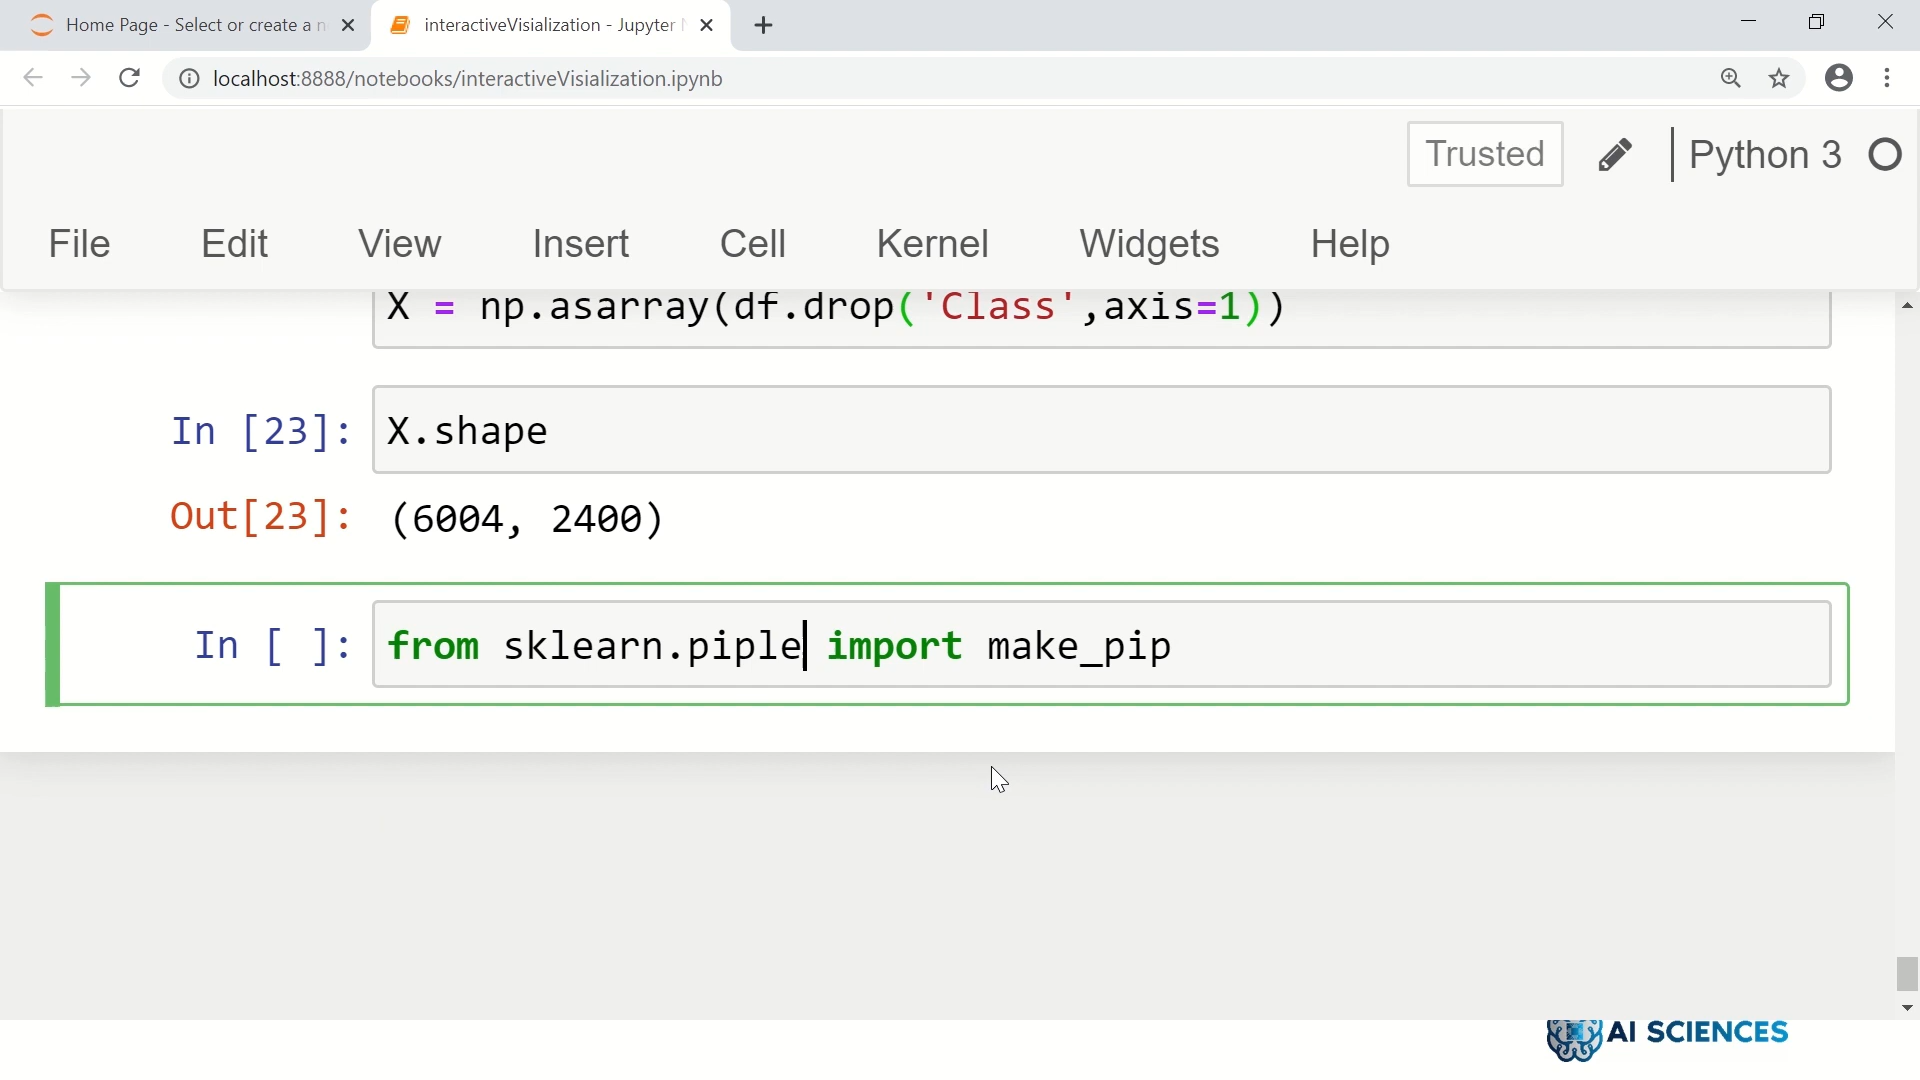 Home Page - Select or create a n
interactiveVisialization - Jupyter
localhost:8888/notebooks/interactiveVisialization.ipynb
Trusted
Python 3
File Edit View Insert Cell Kernel Widgets Help
X = np.asarray(df.drop('Class',axis=1))
In [23]: X.shape
Out[23]: (6004, 2400)
In [ ]: from sklearn.piple import make_pip
AI SCIENCES